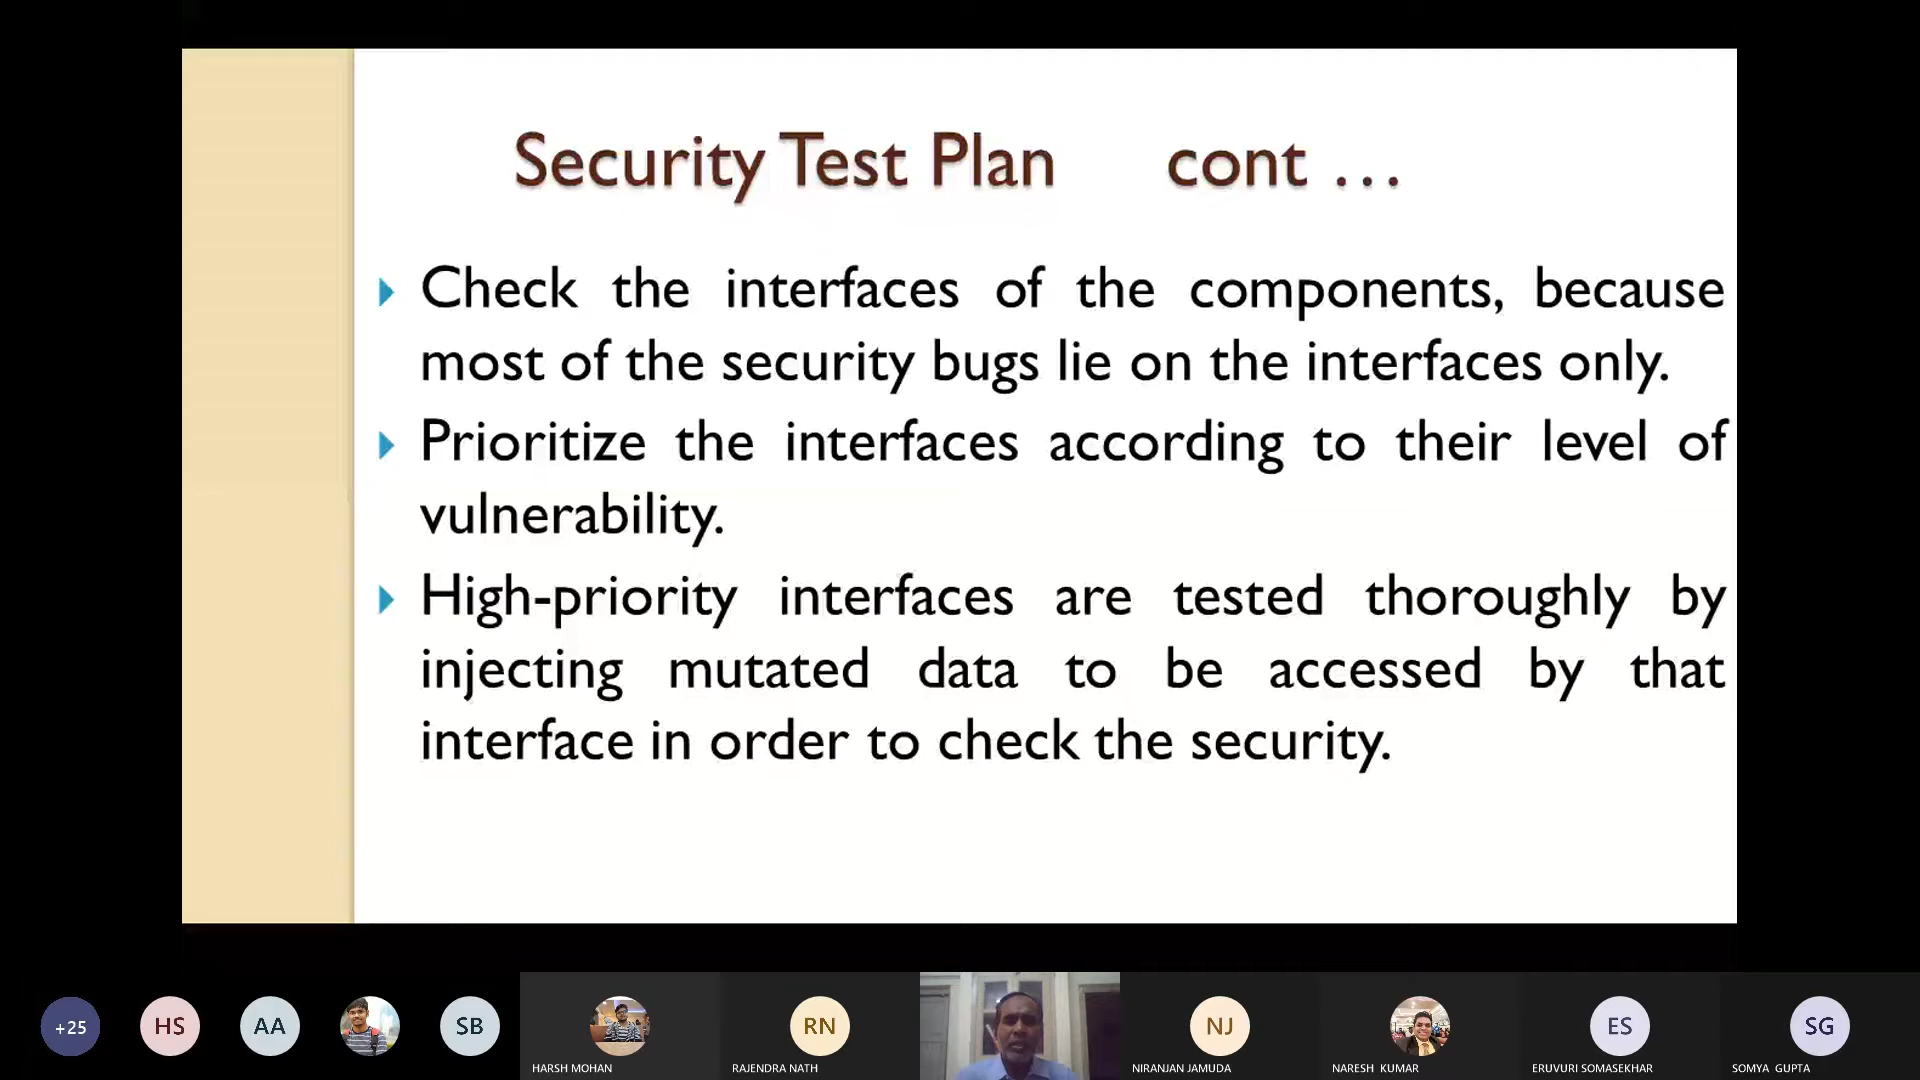 Security Test Plan cont ...
Check the interfaces of the components, because
most of the security bugs lie on the interfaces only.
Prioritize the interfaces according to their level of
vulnerability.
High-priority interfaces are tested thoroughly by
injecting mutated data to be accessed by that
interface in order to check the security.
+25
HS
AA
SB
RN
NJ
ES
SG
HARSH MOHAN
RAJENDRA NATH
NIRANJAN JAMUDA
NARESH KUMAR
ERUVURI SOMASEKHAR
SOMYA GUPTA